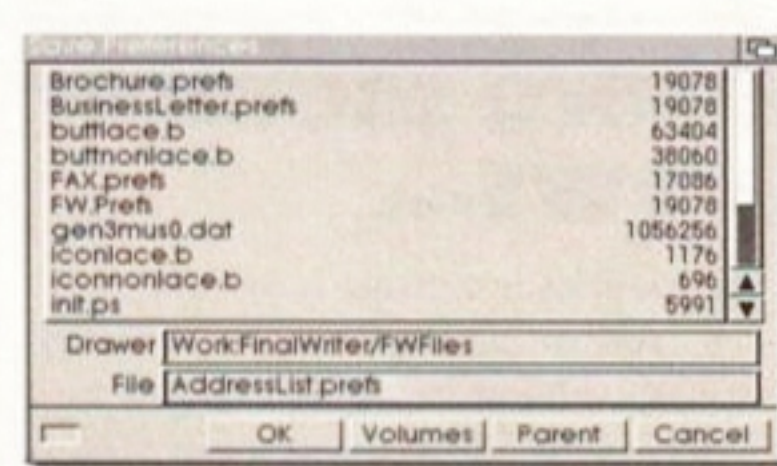 Save Preferences
Brochure.prefs 19078
BusinessLetter.prefs 19078
buttlace.b 63404
buttnonlace.b 38060
FAX.prefs 17086
FW.Prefs 19078
gen3mus0.dat 1056256
iconlace.b 1176
iconnonlace.b 696
init.ps 5991
Drawer Work:FinalWriter/FWFiles
File AddressList.prefs
OK Volumes Parent Cancel